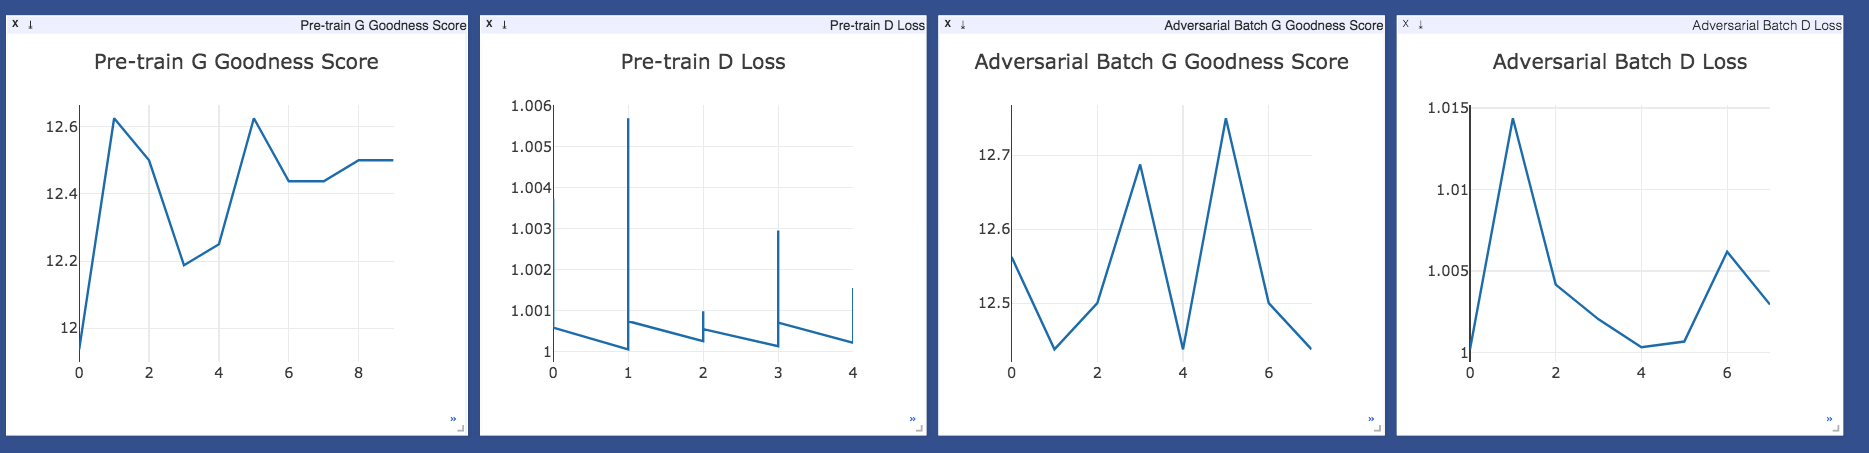 X ⤓ Pre-train G Goodness Score
Pre-train G Goodness Score
12.6
12.4
12.2
12
0 2 4 6 8
»
X ⤓ Pre-train D Loss
Pre-train D Loss
1.006
1.005
1.004
1.003
1.002
1.001
1
0 1 2 3 4
»
X ⤓ Adversarial Batch G Goodness Score
Adversarial Batch G Goodness Score
12.7
12.6
12.5
0 2 4 6
»
X ⤓ Adversarial Batch D Loss
Adversarial Batch D Loss
1.015
1.01
1.005
1
0 2 4 6
»